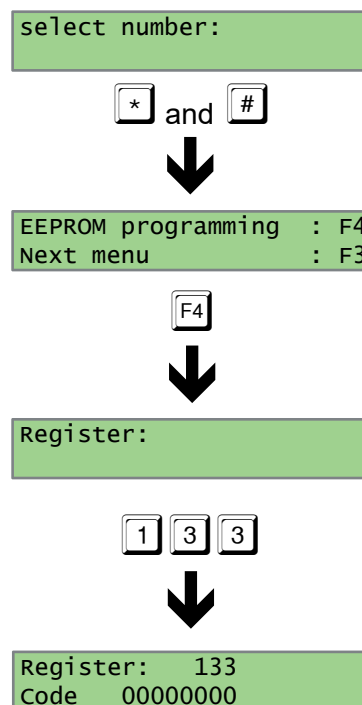 select number:
* and #
EEPROM programming : F4
Next menu : F3
F4
Register:
1 3 3
Register: 133
Code 00000000